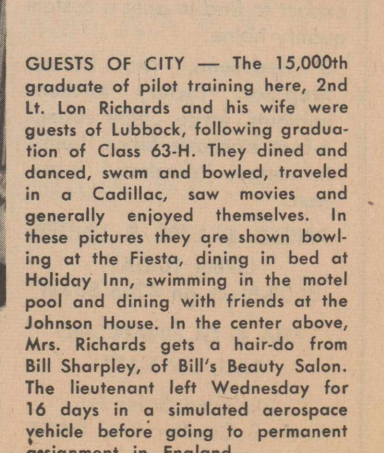 GUESTS OF CITY — The 15,000th
graduate of pilot training here, 2nd
Lt. Lon Richards and his wife were
guests of Lubbock, following gradua-
tion of Class 63-H. They dined and
danced, swam and bowled, traveled
in a Cadillac, saw movies and
generally enjoyed themselves. In
these pictures they are shown bowl-
ing at the Fiesta, dining in bed at
Holiday Inn, swimming in the motel
pool and dining with friends at the
Johnson House. In the center above,
Mrs. Richards gets a hair-do from
Bill Sharpley, of Bill's Beauty Salon.
The lieutenant left Wednesday for
16 days in a simulated aerospace
vehicle before going to permanent
assignment in England